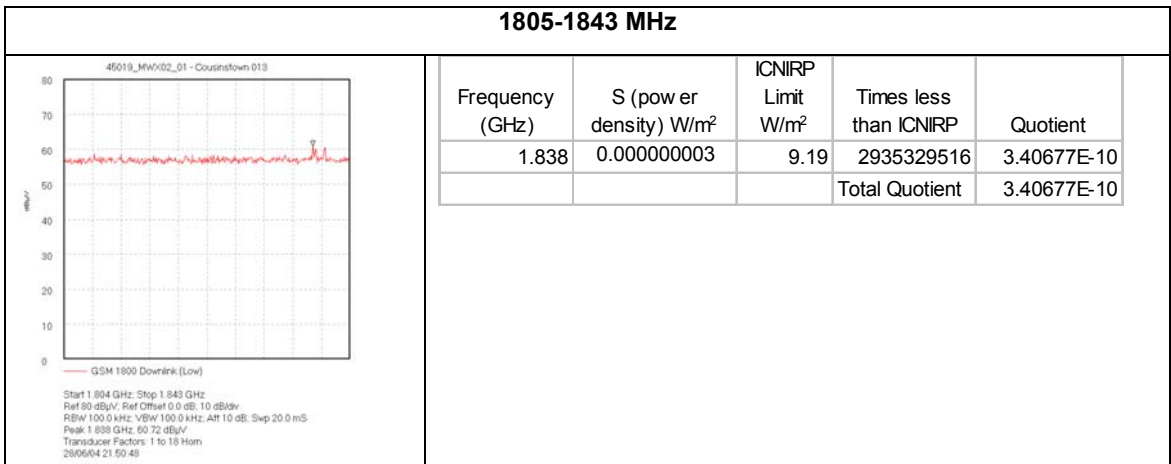 1805-1843 MHz
45019_MWX02_01 - Cousinstown 013
80
70
60
50
40
30
20
10
0
dBµV
GSM 1800 Downlink (Low)
Start 1.804 GHz; Stop 1.843 GHz
Ref 80 dBµV; Ref Offset 0.0 dB; 10 dB/div
RBW 100.0 kHz; VBW 100.0 kHz; Att 10 dB; Swp 20.0 mS
Peak 1.838 GHz, 60.72 dBµV
Transducer Factors: 1 to 18 Horn
28/06/04 21:50:48
Frequency (GHz) S (pow er density) W/m² ICNIRP Limit W/m² Times less than ICNIRP Quotient
1.838 0.000000003 9.19 2935329516 3.40677E-10
Total Quotient 3.40677E-10